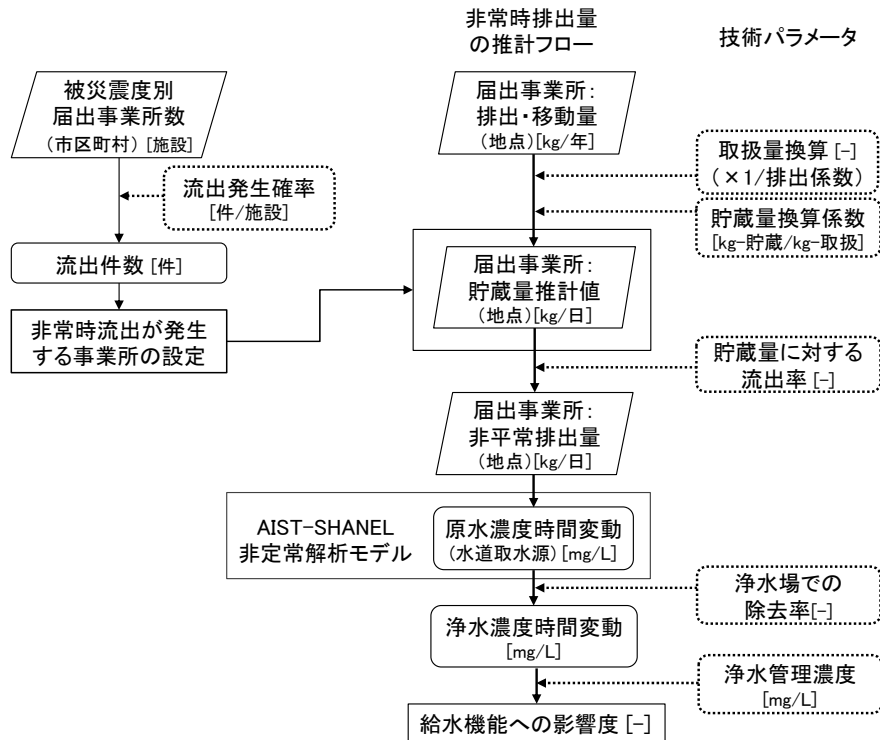 非常時排出量
の推計フロー
技術パラメータ
被災震度別
届出事業所数
(市区町村) [施設]
流出発生確率
[件/施設]
流出件数 [件]
非常時流出が発生
する事業所の設定
届出事業所:
排出・移動量
(地点)[kg/年]
取扱量換算 [-]
(×1/排出係数)
貯蔵量換算係数
[kg-貯蔵/kg-取扱]
届出事業所:
貯蔵量推計値
(地点)[kg/日]
貯蔵量に対する
流出率 [-]
届出事業所:
非平常排出量
(地点)[kg/日]
AIST-SHANEL
非定常解析モデル
原水濃度時間変動
(水道取水源) [mg/L]
浄水場での
除去率[-]
浄水濃度時間変動
[mg/L]
浄水管理濃度
[mg/L]
給水機能への影響度 [-]